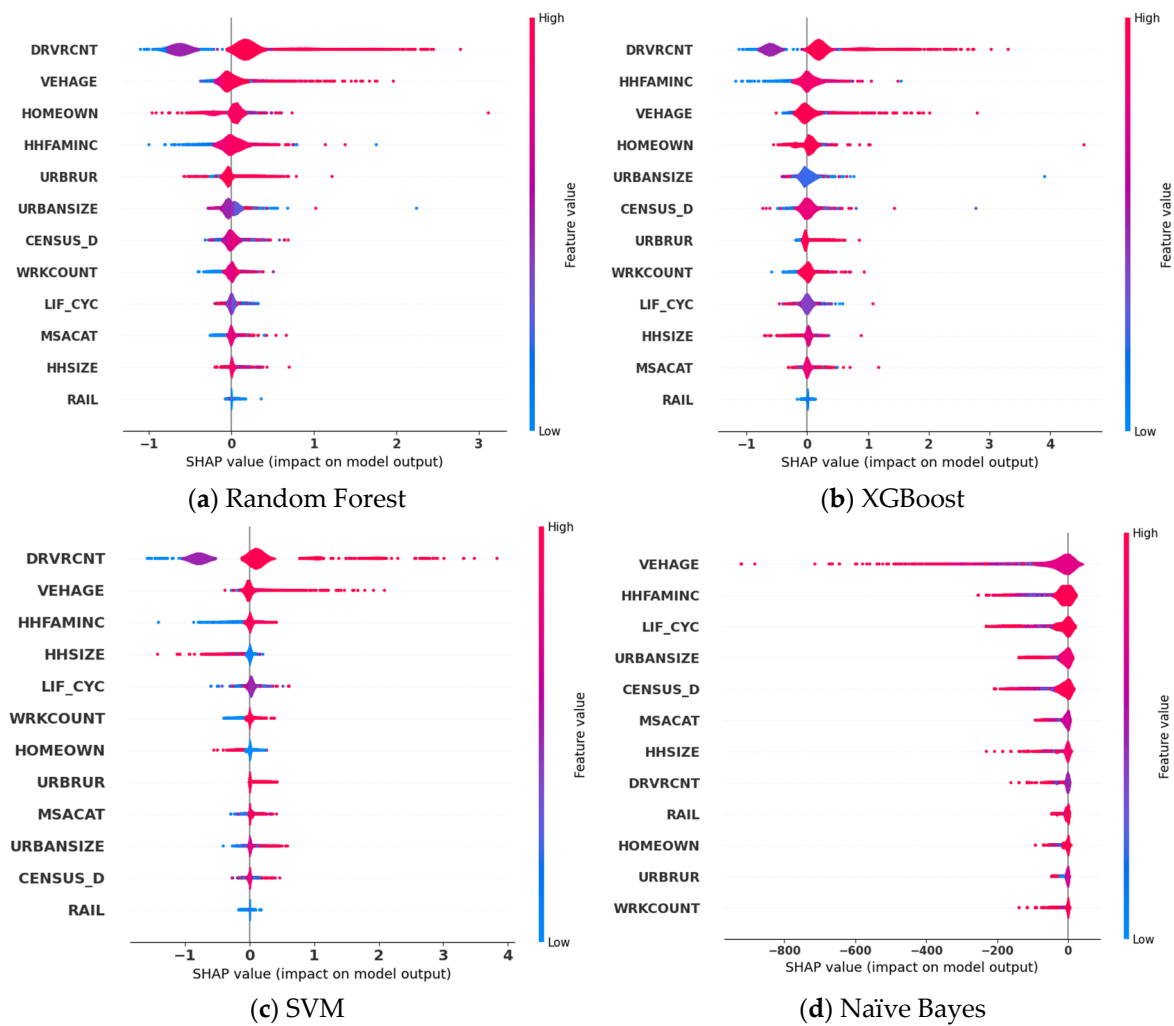 High
DRVRCNT
VEHAGE
HOMEOWN
HHFAMINC
URBRUR
URBANSIZE
CENSUS_D
WRKCOUNT
LIF_CYC
MSACAT
HHSIZE
RAIL
Feature value
Low
−1 0 1 2 3
SHAP value (impact on model output)
(a) Random Forest
High
DRVRCNT
HHFAMINC
VEHAGE
HOMEOWN
URBANSIZE
CENSUS_D
URBRUR
WRKCOUNT
LIF_CYC
HHSIZE
MSACAT
RAIL
Feature value
Low
−1 0 1 2 3 4
SHAP value (impact on model output)
(b) XGBoost
High
DRVRCNT
VEHAGE
HHFAMINC
HHSIZE
LIF_CYC
WRKCOUNT
HOMEOWN
URBRUR
MSACAT
URBANSIZE
CENSUS_D
RAIL
Feature value
Low
−1 0 1 2 3 4
SHAP value (impact on model output)
(c) SVM
High
VEHAGE
HHFAMINC
LIF_CYC
URBANSIZE
CENSUS_D
MSACAT
HHSIZE
DRVRCNT
RAIL
HOMEOWN
URBRUR
WRKCOUNT
Feature value
Low
−800 −600 −400 −200 0
SHAP value (impact on model output)
(d) Naïve Bayes